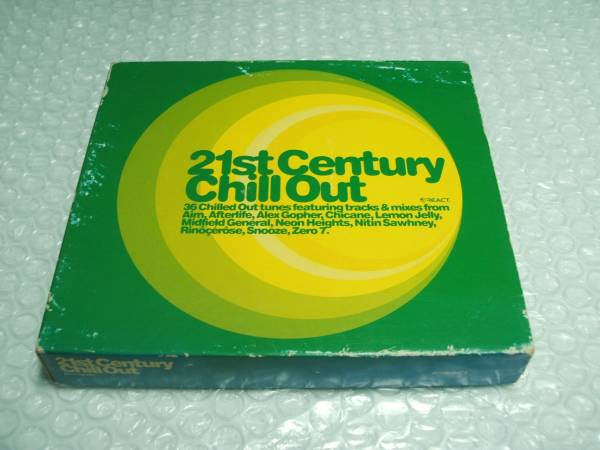 21st Century
Chill Out
36 Chilled Out tunes featuring tracks & mixes from
Aim, Afterlife, Alex Gopher, Chicane, Lemon Jelly,
Midfield General, Neon Heights, Nitin Sawhney,
Rinôçérôse, Snooze, Zero 7.
REACT.
21st Century
Chill Out